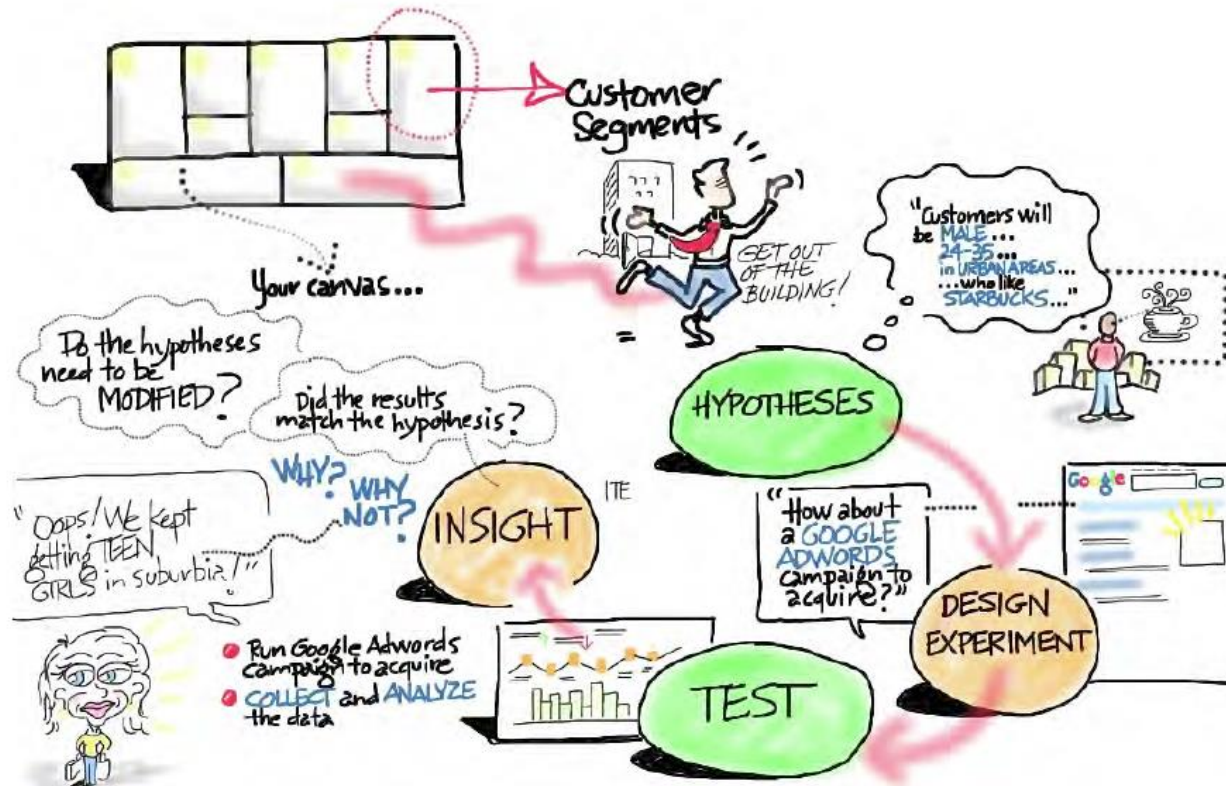 Customer
Segments
GET OUT
OF THE
BUILDING!
"Customers will
be MALE...
24-35...
in URBAN AREAS...
...who like
STARBUCKS..."
Your canvas...
Do the hypotheses
need to be
MODIFIED?
Did the results
match the hypothesis?
WHY?
WHY
NOT?
HYPOTHESES
Google
"How about
a GOOGLE
ADWORDS
campaign to
acquire?"
DESIGN
EXPERIMENT
INSIGHT
ITE
"Oops! We kept
getting TEEN
GIRLS in suburbia!"
Run Google Adwords
campaign to acquire
COLLECT and ANALYZE
the data
TEST